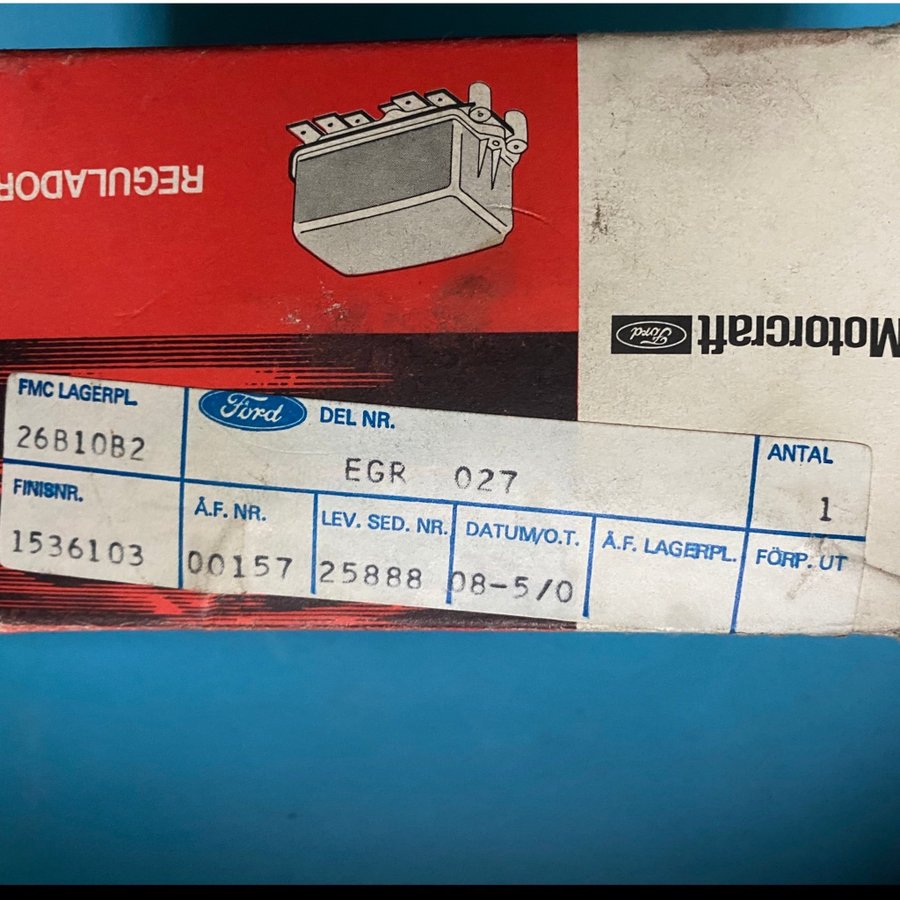 REGULADOR
Motorcraft Ford
FMC LAGERPL.
26B10B2
Ford DEL NR.
EGR 027
ANTAL
1
FINISNR.
1536103
Å.F. NR.
00157
LEV. SED. NR.
25888
DATUM/O.T.
08-5/0
Å.F. LAGERPL.
FÖRP. UT